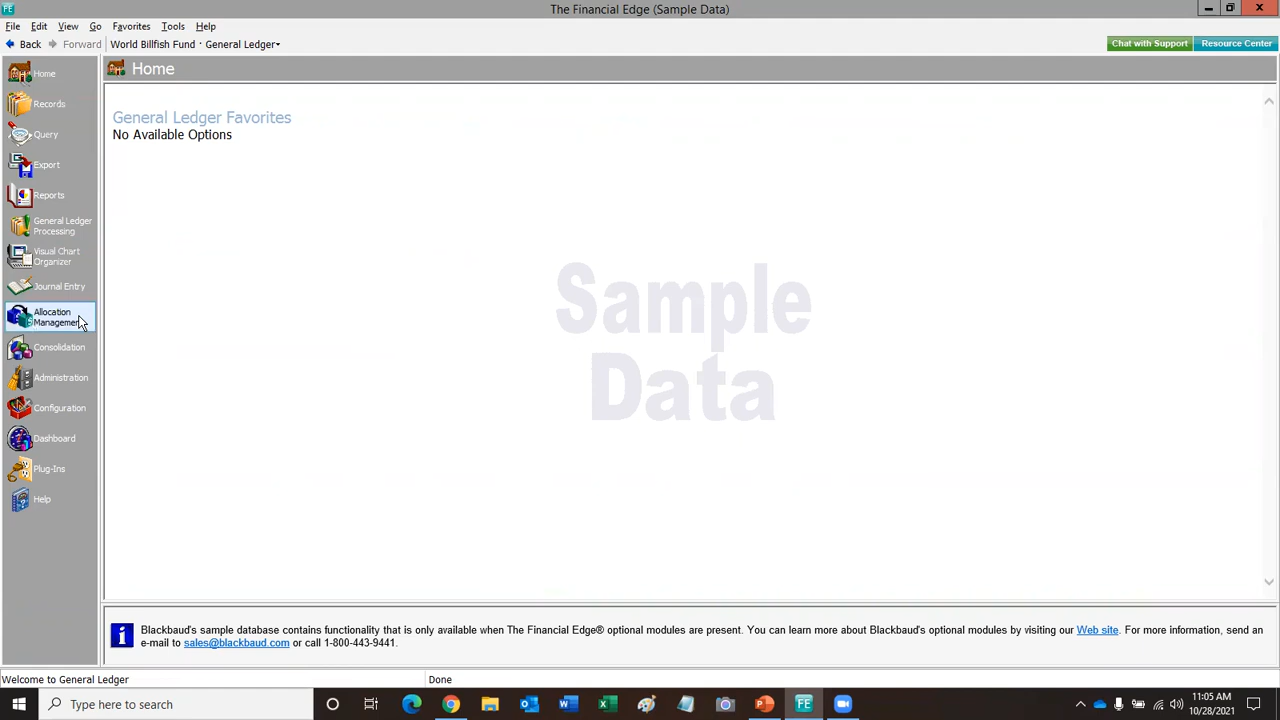 FE
The Financial Edge (Sample Data)
File Edit View Go Favorites Tools Help
Back Forward World Billfish Fund · General Ledger
Chat with Support Resource Center
Home
Records
Query
Export
Reports
General Ledger
Processing
Visual Chart
Organizer
Journal Entry
Allocation
Management
Consolidation
Administration
Configuration
Dashboard
Plug-Ins
Help
Home
General Ledger Favorites
No Available Options
Sample
Data
Blackbaud's sample database contains functionality that is only available when The Financial Edge® optional modules are present. You can learn more about Blackbaud's optional modules by visiting our Web site. For more information, send an
e-mail to sales@blackbaud.com or call 1-800-443-9441.
Welcome to General Ledger
Done
Type here to search
FE
11:05 AM
10/28/2021